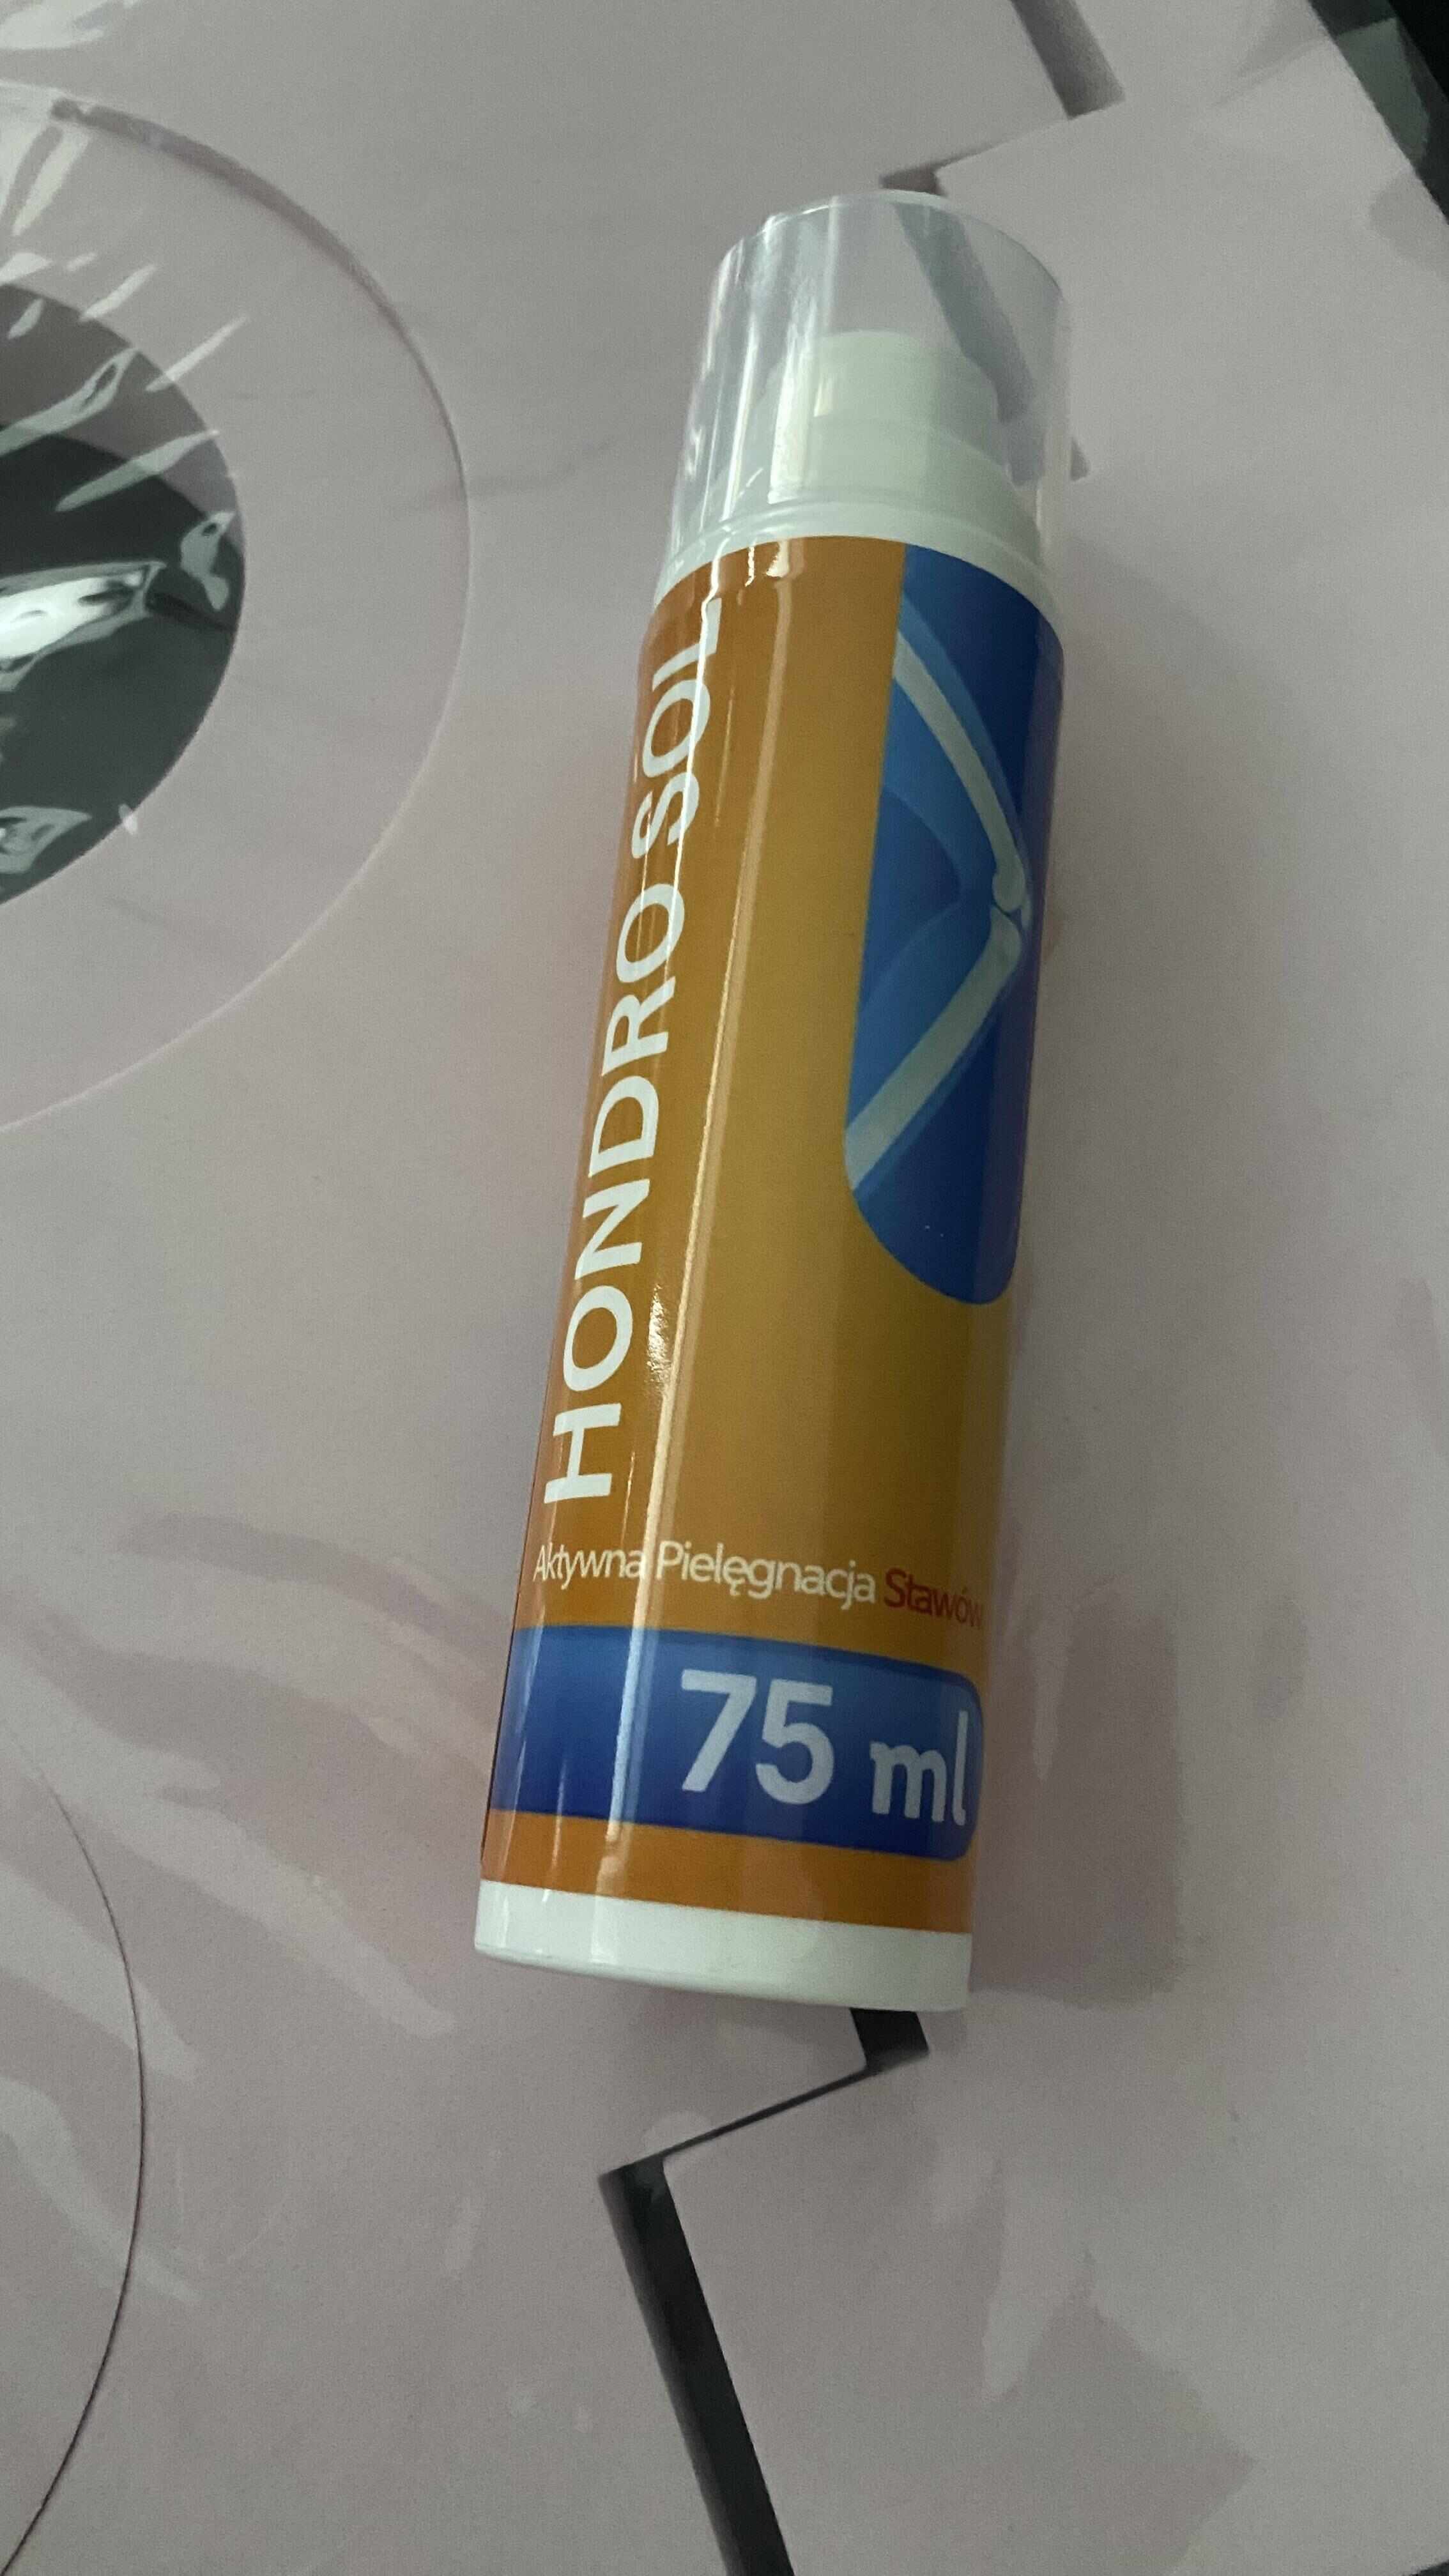 HONDRO SOL
Aktywna Pielęgnacja Stawów
75 ml